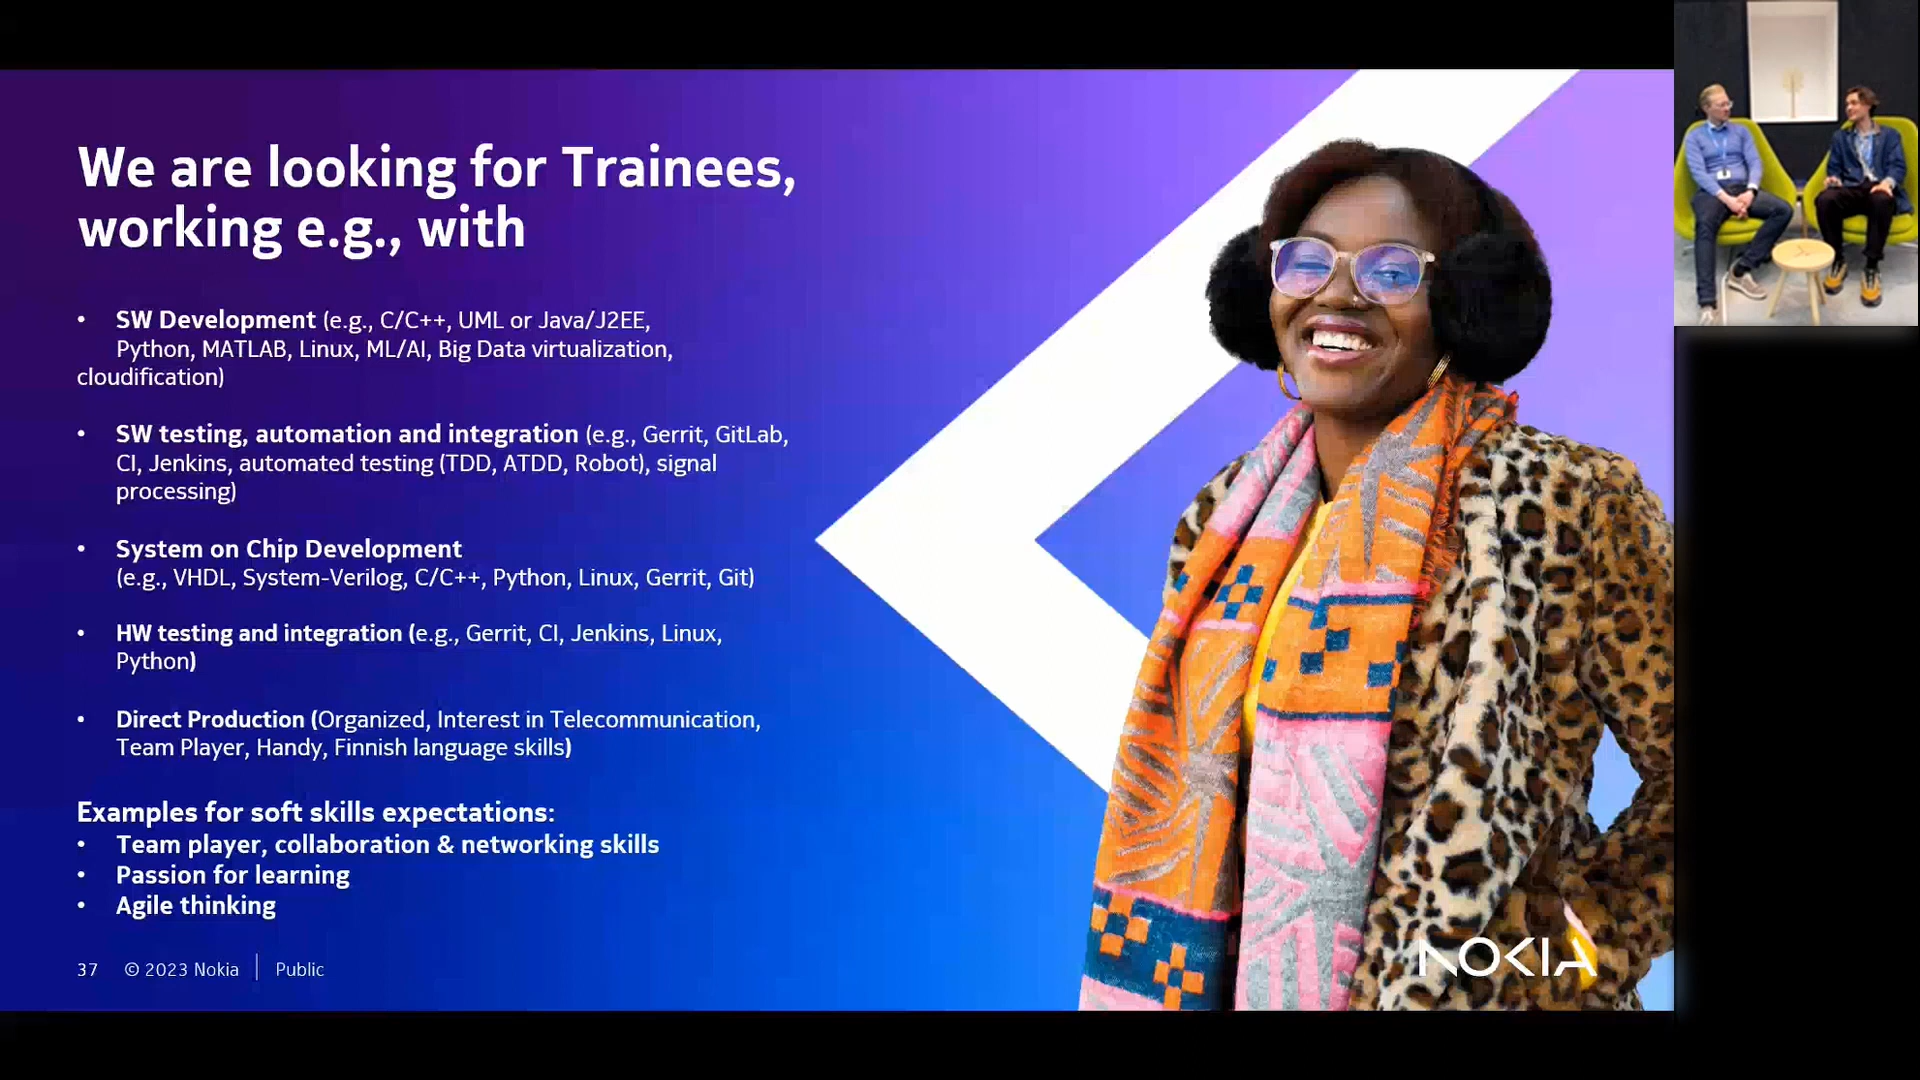 We are looking for Trainees,
working e.g., with
• SW Development (e.g., C/C++, UML or Java/J2EE,
Python, MATLAB, Linux, ML/AI, Big Data virtualization,
cloudification)
• SW testing, automation and integration (e.g., Gerrit, GitLab,
CI, Jenkins, automated testing (TDD, ATDD, Robot), signal
processing)
• System on Chip Development
(e.g., VHDL, System-Verilog, C/C++, Python, Linux, Gerrit, Git)
• HW testing and integration (e.g., Gerrit, CI, Jenkins, Linux,
Python)
• Direct Production (Organized, Interest in Telecommunication,
Team Player, Handy, Finnish language skills)
Examples for soft skills expectations:
• Team player, collaboration & networking skills
• Passion for learning
• Agile thinking
37 © 2023 Nokia | Public
NOKIA